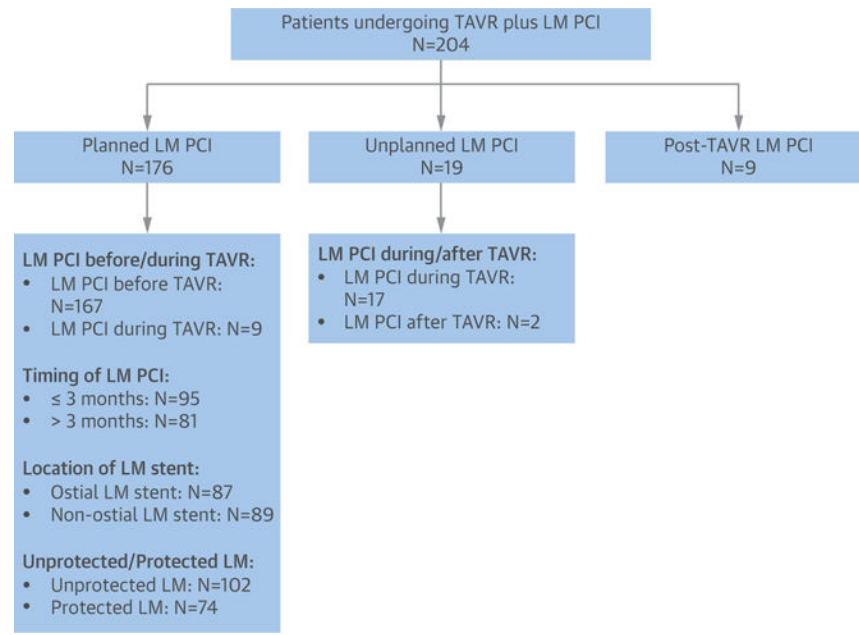 Patients undergoing TAVR plus LM PCI
N=204
Planned LM PCI
N=176
Unplanned LM PCI
N=19
Post-TAVR LM PCI
N=9
LM PCI before/during TAVR:
• LM PCI before TAVR:
N=167
• LM PCI during TAVR: N=9
Timing of LM PCI:
• ≤ 3 months: N=95
• > 3 months: N=81
Location of LM stent:
• Ostial LM stent: N=87
• Non-ostial LM stent: N=89
Unprotected/Protected LM:
• Unprotected LM: N=102
• Protected LM: N=74
LM PCI during/after TAVR:
• LM PCI during TAVR:
N=17
• LM PCI after TAVR: N=2